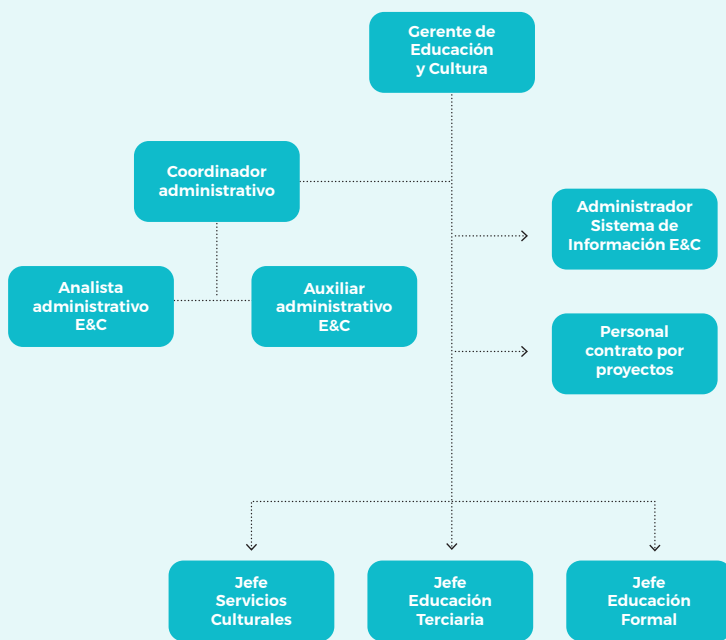 Gerente de
Educación
y Cultura
Coordinador
administrativo
Administrador
Sistema de
Información E&C
Analista
administrativo
E&C
Auxiliar
administrativo
E&C
Personal
contrato por
proyectos
Jefe
Servicios
Culturales
Jefe
Educación
Terciaria
Jefe
Educación
Formal